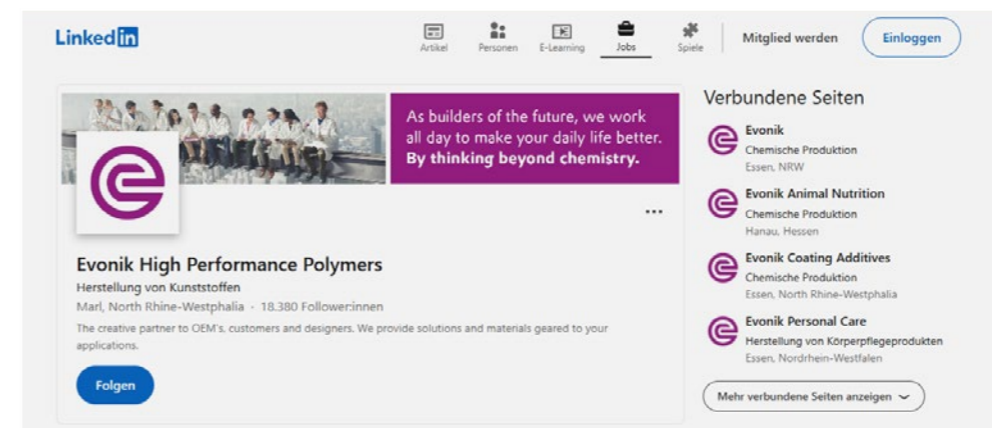 Linked in
Artikel
Personen
E-Learning
Jobs
Spiele
Mitglied werden
Einloggen
As builders of the future, we work
all day to make your daily life better.
By thinking beyond chemistry.
...
Evonik High Performance Polymers
Herstellung von Kunststoffen
Marl, North Rhine-Westphalia · 18.380 Follower:innen
The creative partner to OEM's, customers and designers. We provide solutions and materials geared to your
applications.
Folgen
Verbundene Seiten
Evonik
Chemische Produktion
Essen, NRW
Evonik Animal Nutrition
Chemische Produktion
Hanau, Hessen
Evonik Coating Additives
Chemische Produktion
Essen, North Rhine-Westphalia
Evonik Personal Care
Herstellung von Körperpflegeprodukten
Essen, Nordrhein-Westfalen
Mehr verbundene Seiten anzeigen